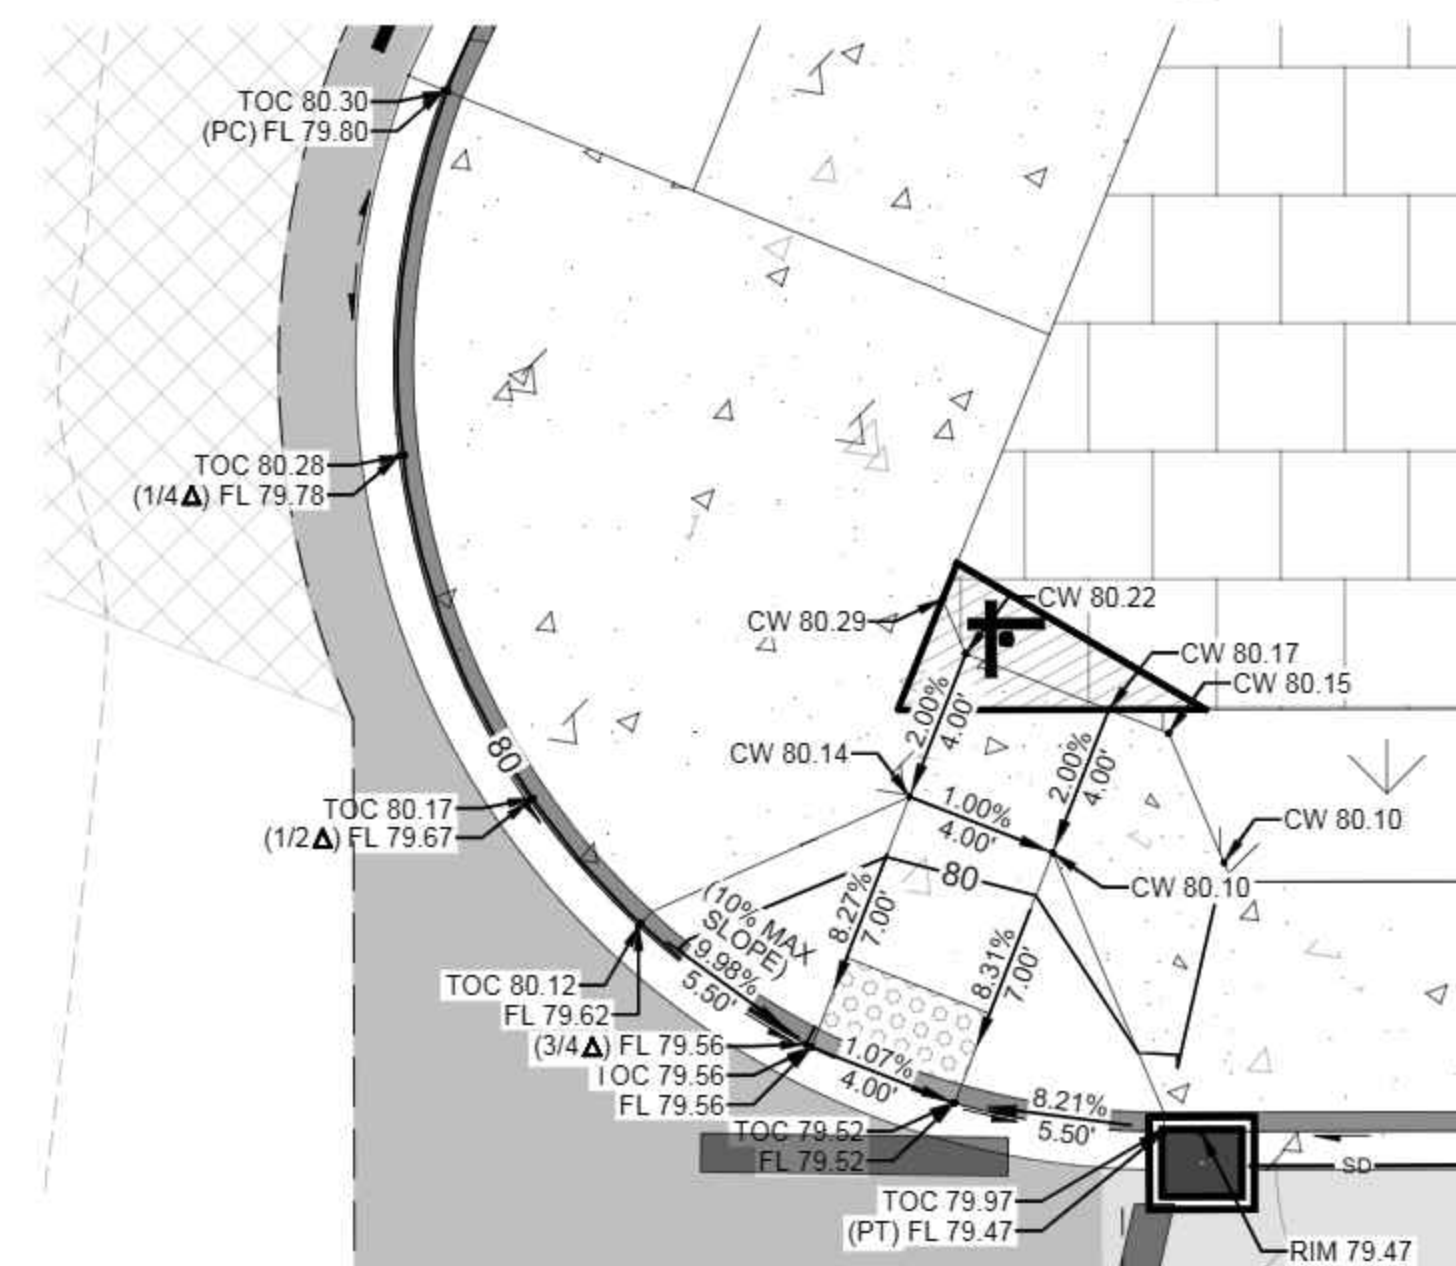 TOC 80.30
(PC) FL 79.80
TOC 80.28
(1/4Δ) FL 79.78
CW 80.22
CW 80.29
CW 80.17
CW 80.15
2.00%
4.00'
2.00%
4.00'
CW 80.14
80
TOC 80.17
(1/2Δ) FL 79.67
1.00%
4.00'
CW 80.10
80
CW 80.10
8.27%
7.00'
(10% MAX
SLOPE)
(9.98%
5.50'
8.31%
7.00'
TOC 80.12
FL 79.62
(3/4Δ) FL 79.56
TOC 79.56
FL 79.56
1.07%
4.00'
8.21%
5.50'
TOC 79.52
FL 79.52
SD
TOC 79.97
(PT) FL 79.47
RIM 79.47